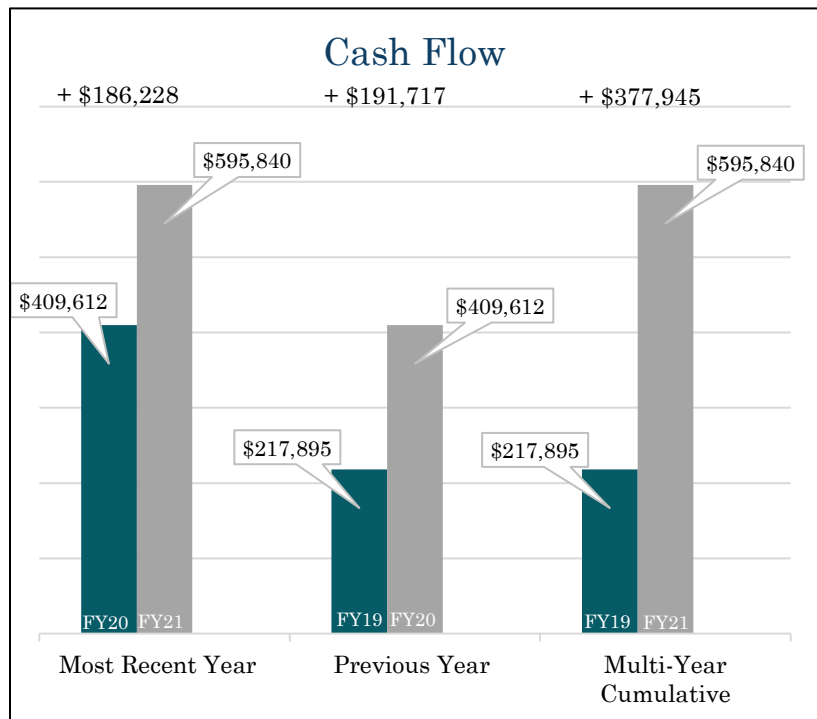 Cash Flow
+ $186,228
+ $191,717
+ $377,945
$595,840
$595,840
$409,612
$409,612
$217,895
$217,895
FY20
FY21
FY19
FY20
FY19
FY21
Most Recent Year
Previous Year
Multi-Year
Cumulative